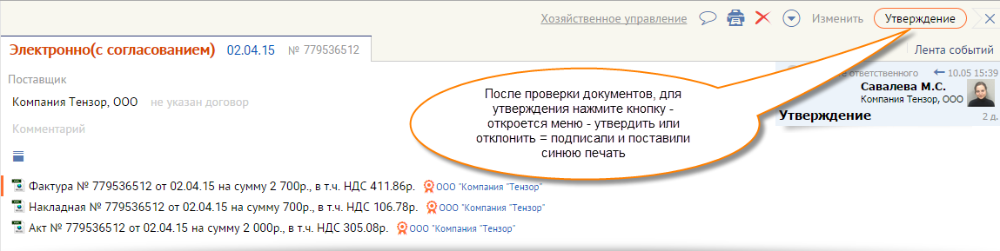 Хозяйственное управление Изменить Утверждение
Электронно(с согласованием) 02.04.15 № 779536512
Лента событий
ответственного 10.05 15:39
Поставщик
Савалева М.С.
Компания Тензор, ООО
Компания Тензор, ООО не указан договор
Утверждение 2 д.
Комментарий
После проверки документов, для
утверждения нажмите кнопку -
откроется меню - утвердить или
отклонить = подписали и поставили
синюю печать
Фактура № 779536512 от 02.04.15 на сумму 2 700р., в т.ч. НДС 411.86р. ООО "Компания "Тензор"
Накладная № 779536512 от 02.04.15 на сумму 700р., в т.ч. НДС 106.78р. ООО "Компания "Тензор"
Акт № 779536512 от 02.04.15 на сумму 2 000р., в т.ч. НДС 305.08р. ООО "Компания "Тензор"